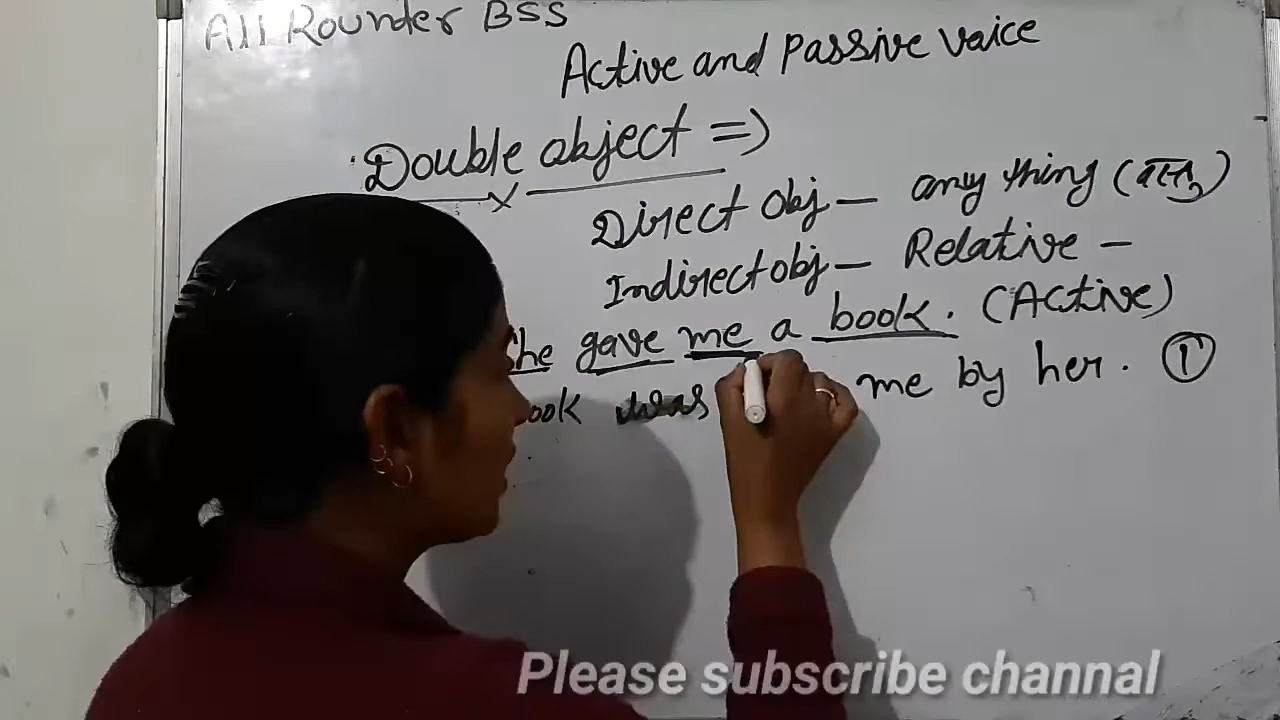 All Rounder BSS
Active and Passive Vaice
Double object =>
Direct obj — any thing (वस्तु)
Indirect obj — Relative —
She gave me a book. (Active)
book was me by her. ①
Please subscribe channal